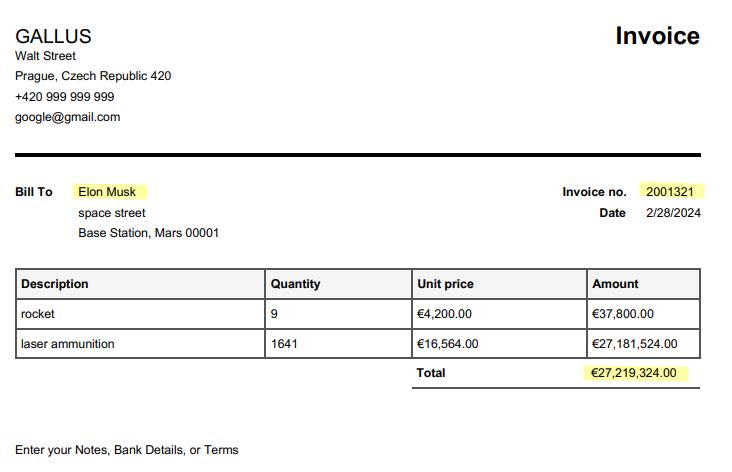 GALLUS
Invoice
Walt Street
Prague, Czech Republic 420
+420 999 999 999
google@gmail.com
Bill To Elon Musk Invoice no. 2001321
space street Date 2/28/2024
Base Station, Mars 00001
Description Quantity Unit price Amount
rocket 9 €4,200.00 €37,800.00
laser ammunition 1641 €16,564.00 €27,181,524.00
Total €27,219,324.00
Enter your Notes, Bank Details, or Terms